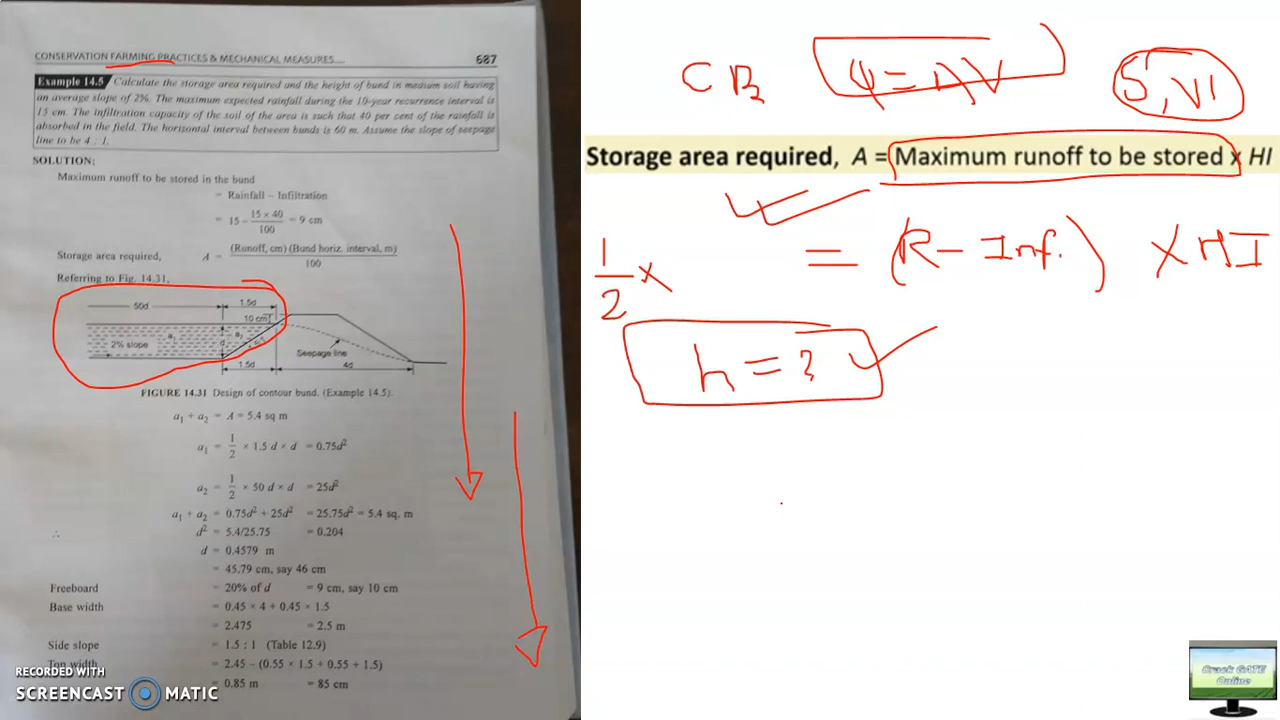 CONSERVATION FARMING PRACTICES & MECHANICAL MEASURES.... 687
Example 14.5 Calculate the storage area required and the height of bund in medium soil having
an average slope of 2%. The maximum expected rainfall during the 10-year recurrence interval is
15 cm. The infiltration capacity of the soil of the area is such that 40 per cent of the rainfall is
absorbed in the field. The horizontal interval between bunds is 60 m. Assume the slope of seepage
line to be 4 : 1.
SOLUTION:
Maximum runoff to be stored in the bund
= Rainfall – Infiltration
= 15 – 15 × 40 / 100 = 9 cm
Storage area required, A = (Runoff, cm) (Bund horiz. interval, m) / 100
Referring to Fig. 14.31,
50d 1.5d
10 cm
a₁ a₂ d
2% slope Seepage line
1.5d 4d
FIGURE 14.31 Design of contour bund. (Example 14.5).
a₁ + a₂ = A = 5.4 sq m
a₁ = 1/2 × 1.5 d × d = 0.75d²
a₂ = 1/2 × 50 d × d = 25d²
∴ a₁ + a₂ = 0.75d² + 25d² = 25.75d² = 5.4 sq. m
d² = 5.4/25.75 = 0.204
d = 0.4579 m
= 45.79 cm, say 46 cm
Freeboard = 20% of d = 9 cm, say 10 cm
Base width = 0.45 × 4 + 0.45 × 1.5
= 2.475 = 2.5 m
Side slope = 1.5 : 1 (Table 12.9)
Top width = 2.45 – (0.55 × 1.5 + 0.55 + 1.5)
= 0.85 m = 85 cm
RECORDED WITH
SCREENCAST MATIC
S, VI
Storage area required, A = Maximum runoff to be stored x HI
= (R - Inf.) X HI
1/2 x
h = ?
Crack GATE
Online